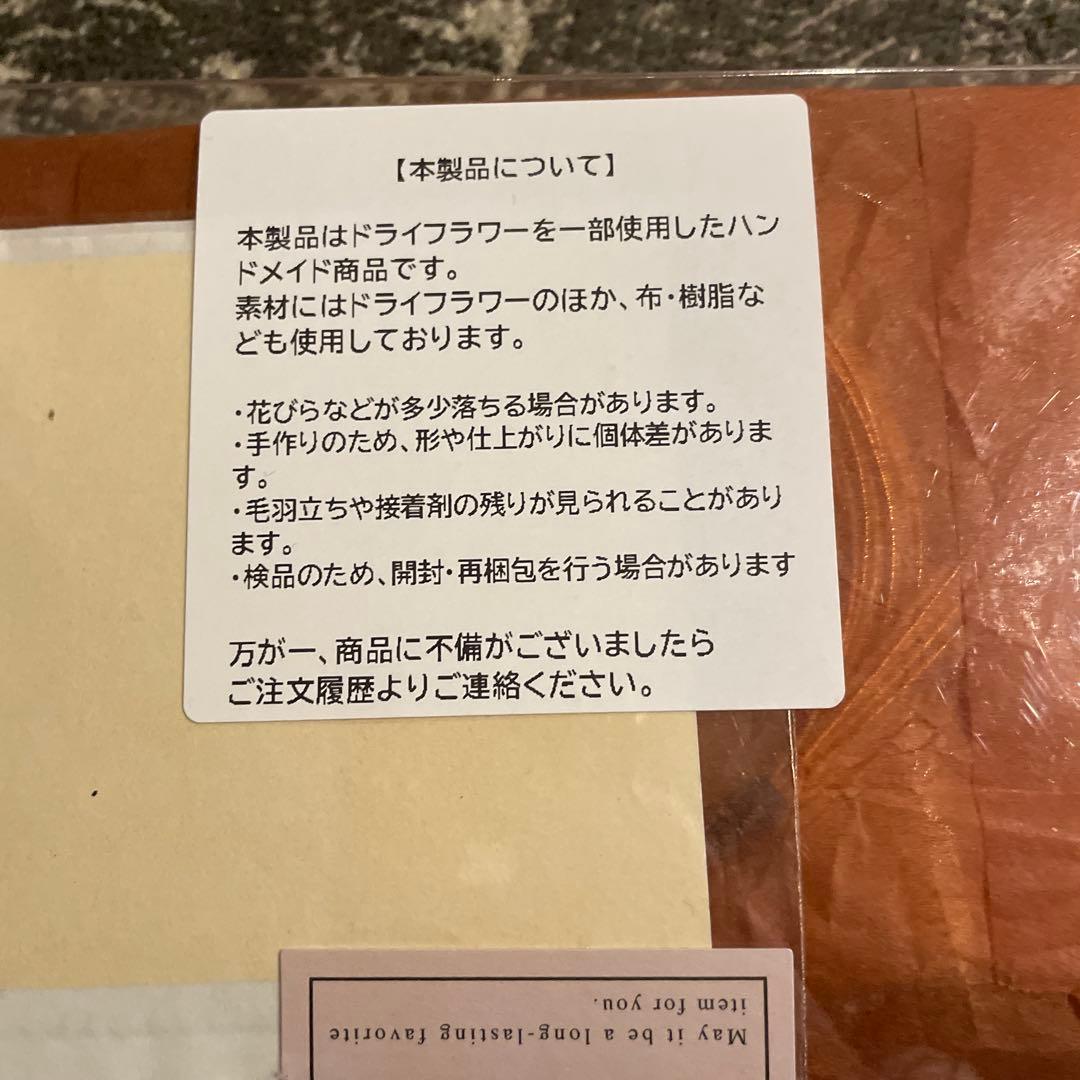 【本製品について】
本製品はドライフラワーを一部使用したハン
ドメイド商品です。
素材にはドライフラワーのほか、布・樹脂な
ども使用しております。
・花びらなどが多少落ちる場合があります。
・手作りのため、形や仕上がりに個体差がありま
す。
・毛羽立ちや接着剤の残りが見られることがあり
ます。
・検品のため、開封・再梱包を行う場合があります
万が一、商品に不備がございましたら
ご注文履歴よりご連絡ください。
May it be a long-lasting favorite
item for you.